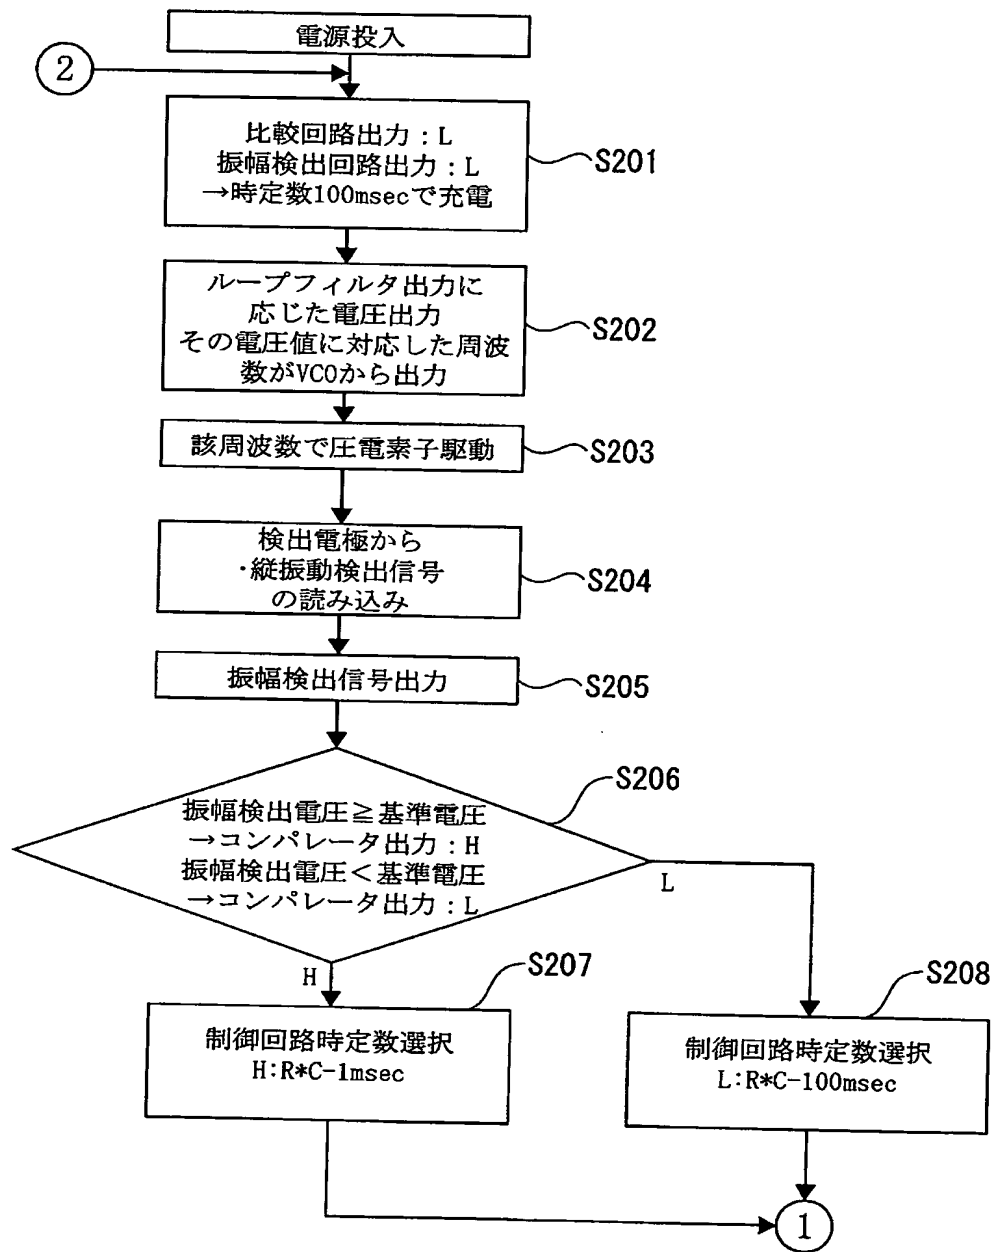 電源投入
2
比較回路出力：L
振幅検出回路出力：L
→時定数100msecで充電
S201
ループフィルタ出力に
応じた電圧出力
その電圧値に対応した周波
数がVCOから出力
S202
該周波数で圧電素子駆動
S203
検出電極から
・縦振動検出信号
の読み込み
S204
振幅検出信号出力
S205
S206
振幅検出電圧≧基準電圧
→コンパレータ出力：H
振幅検出電圧＜基準電圧
→コンパレータ出力：L
L
H
S207
制御回路時定数選択
H:R*C-1msec
S208
制御回路時定数選択
L:R*C-100msec
1